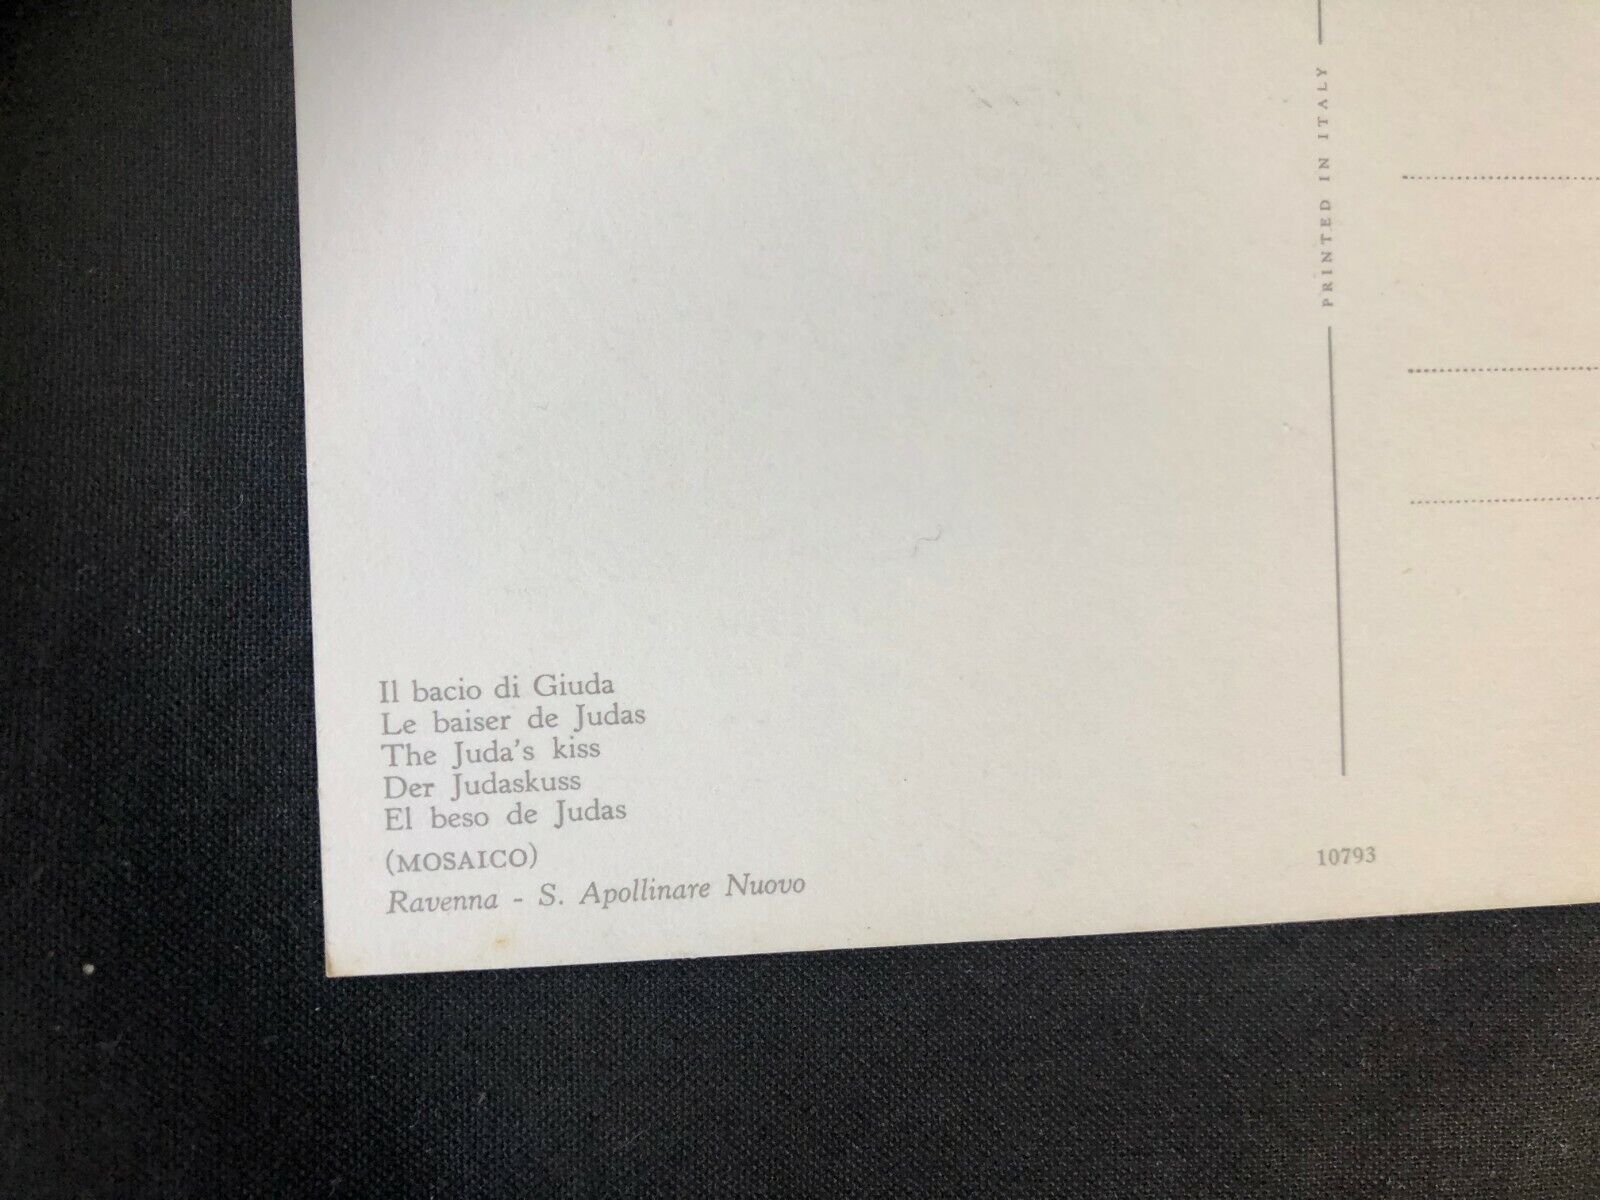 Il bacio di Giuda
Le baiser de Judas
The Juda's kiss
Der Judaskuss
El beso de Judas
(MOSAICO)
Ravenna - S. Apollinare Nuovo
PRINTED IN ITALY
10793